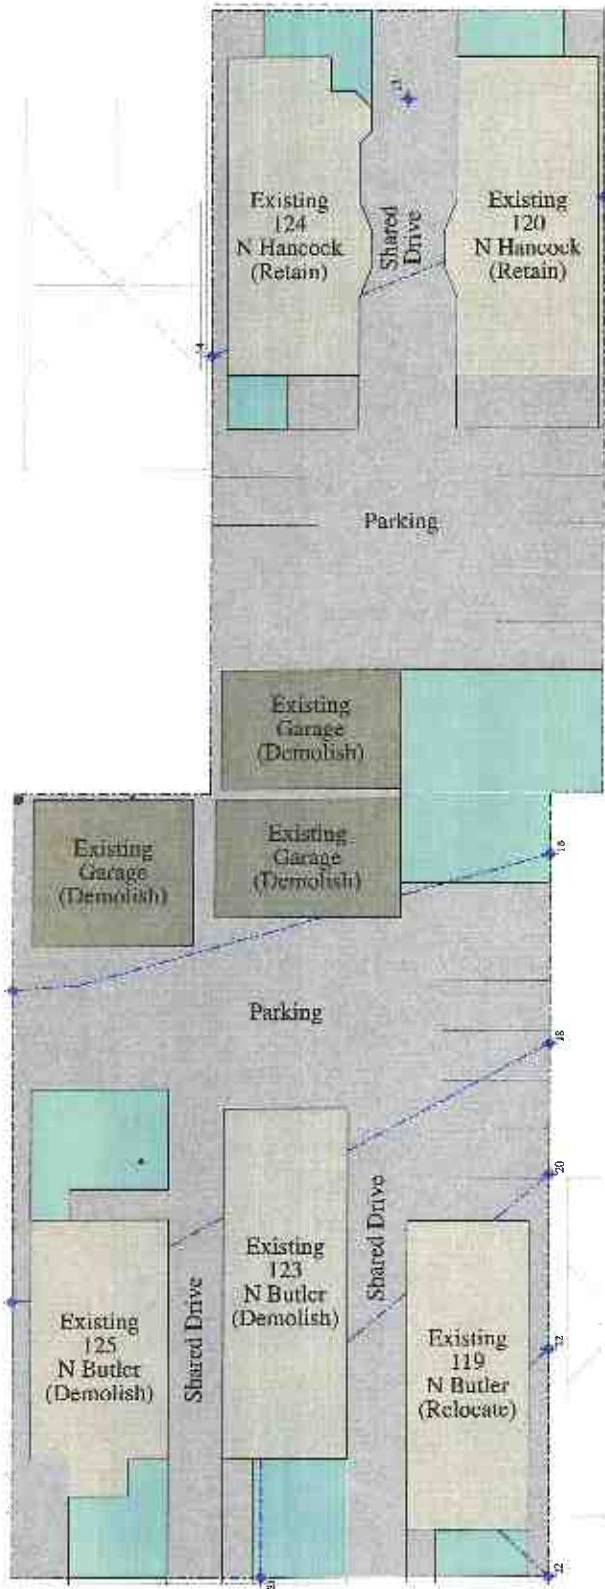 Existing
124
N Hancock
(Retain)
Shared
Drive
Existing
120
N Hancock
(Retain)
Parking
Existing
Garage
(Demolish)
Existing
Garage
(Demolish)
Existing
Garage
(Demolish)
16
Parking
18
20
Existing
125
N Butler
(Demolish)
Shared Drive
Existing
123
N Butler
(Demolish)
Shared Drive
Existing
119
N Butler
(Relocate)
22